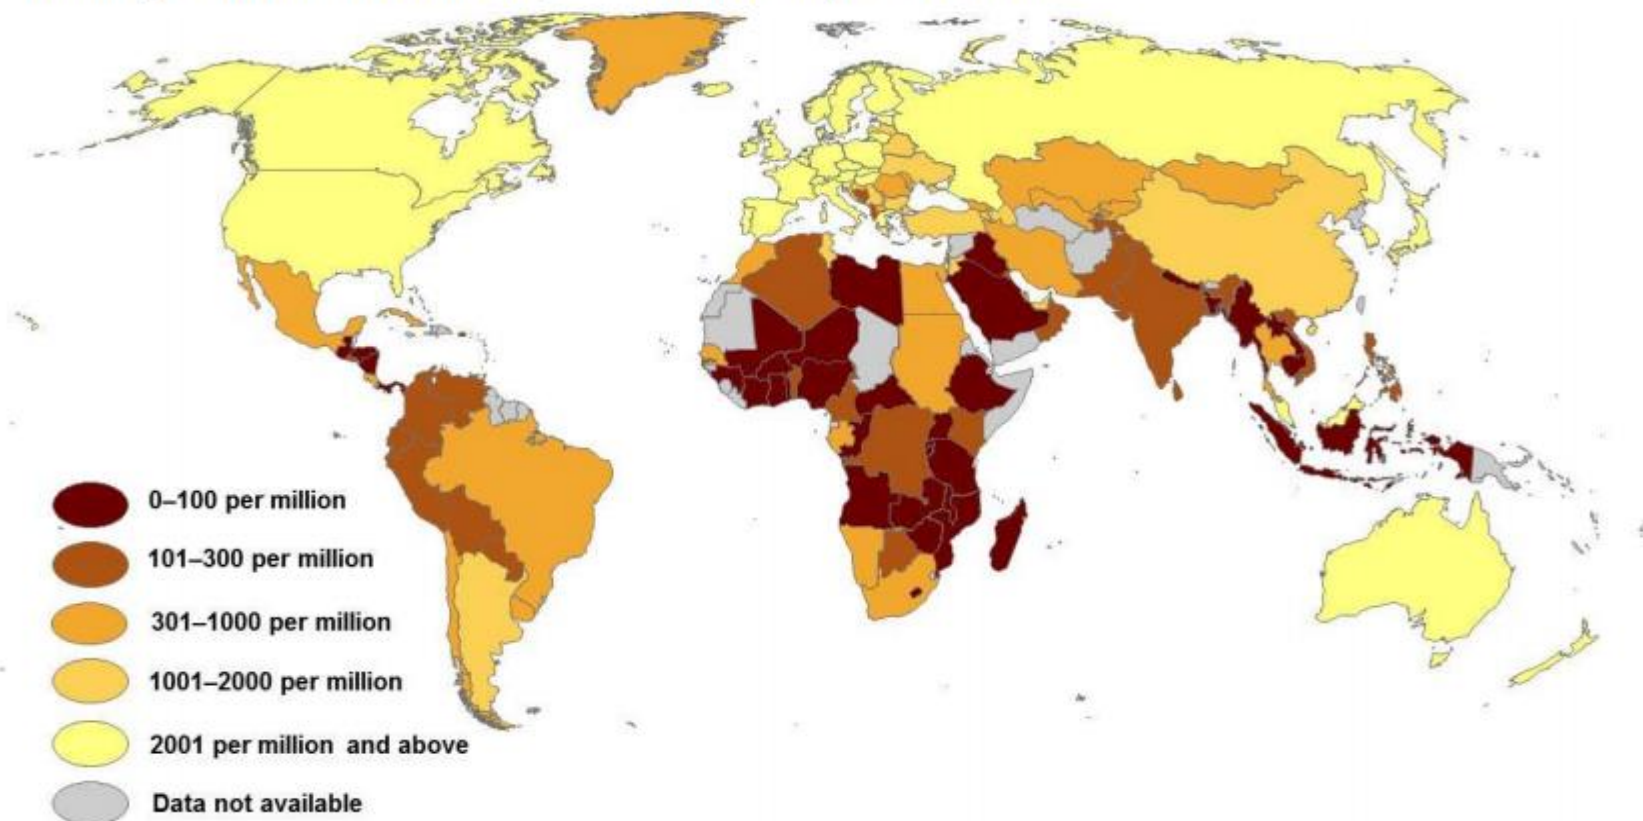 0–100 per million
101–300 per million
301–1000 per million
1001–2000 per million
2001 per million and above
Data not available